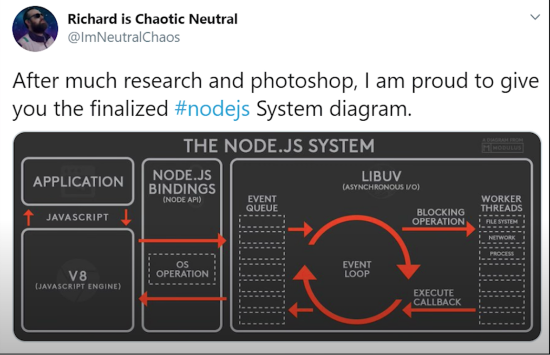 Richard is Chaotic Neutral
@ImNeutralChaos
After much research and photoshop, I am proud to give
you the finalized #nodejs System diagram.
THE NODE.JS SYSTEM
APPLICATION
JAVASCRIPT
V8
(JAVASCRIPT ENGINE)
NODE.JS
BINDINGS
(NODE API)
OS
OPERATION
LIBUV
(ASYNCHRONOUS I/O)
EVENT
QUEUE
EVENT
LOOP
BLOCKING
OPERATION
EXECUTE
CALLBACK
WORKER
THREADS
FILE SYSTEM
NETWORK
PROCESS